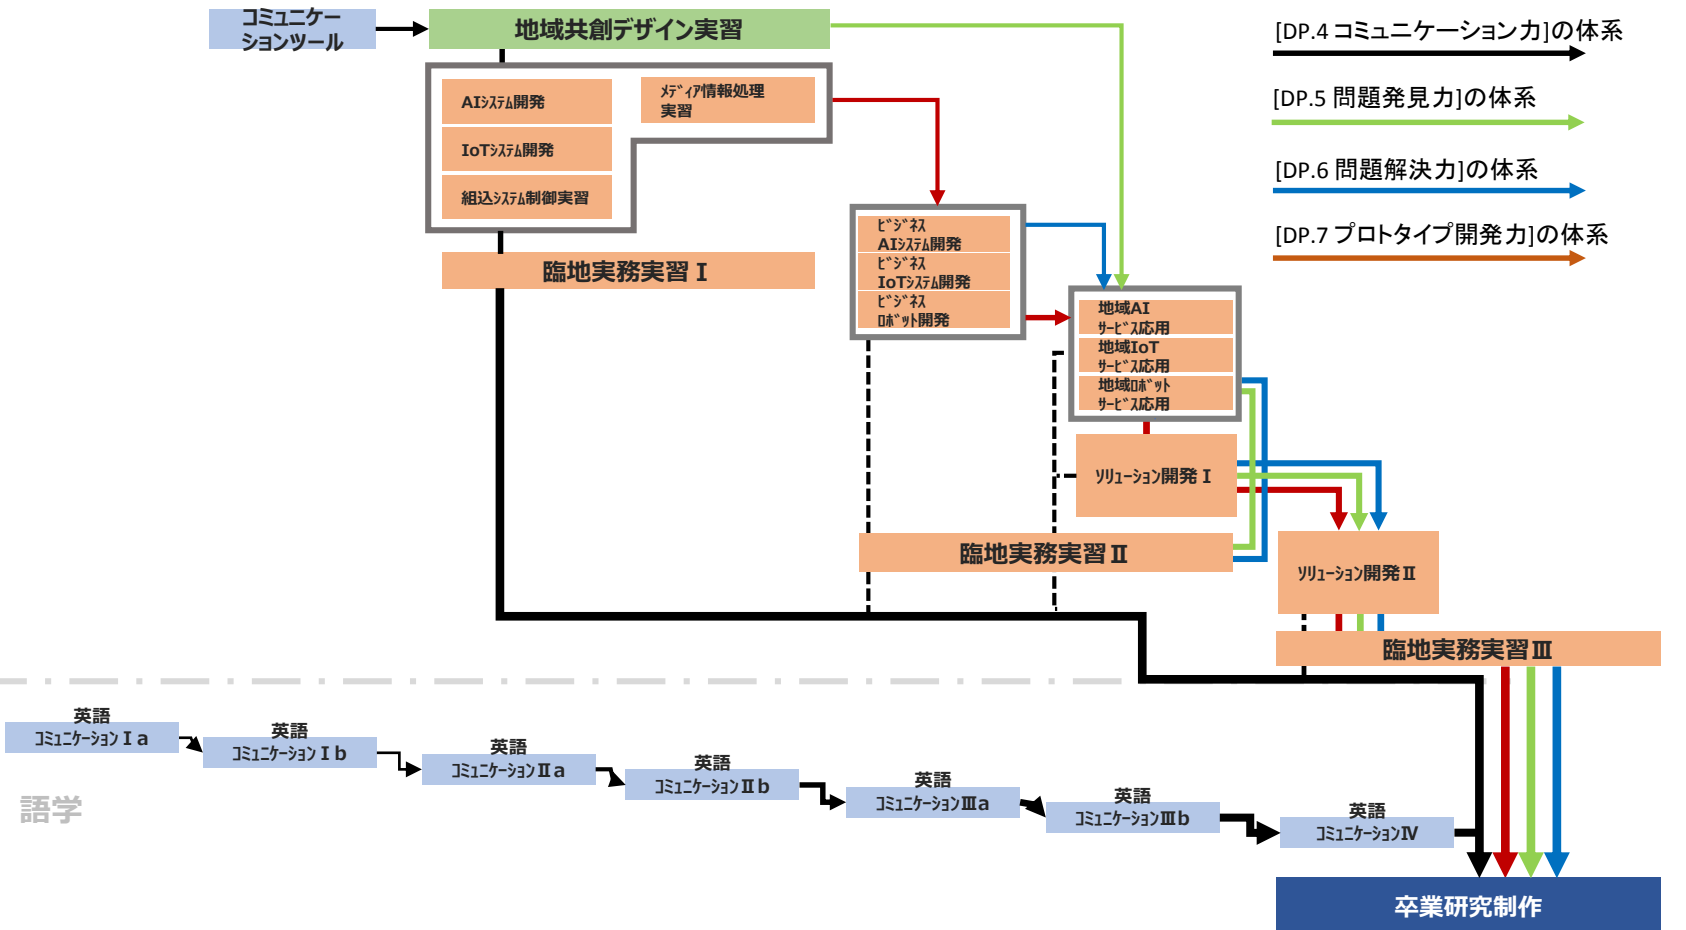 コミュニケー
ションツール
地域共創デザイン実習
[DP.4 コミュニケーション力]の体系
[DP.5 問題発見力]の体系
[DP.6 問題解決力]の体系
[DP.7 プロトタイプ開発力]の体系
AIｼｽﾃﾑ開発
ﾒﾃﾞｨｱ情報処理
実習
IoTｼｽﾃﾑ開発
組込ｼｽﾃﾑ制御実習
臨地実務実習Ⅰ
ﾋﾞｼﾞﾈｽ
AIｼｽﾃﾑ開発
ﾋﾞｼﾞﾈｽ
IoTｼｽﾃﾑ開発
ﾋﾞｼﾞﾈｽ
ﾛﾎﾞｯﾄ開発
地域AI
ｻｰﾋﾞｽ応用
地域IoT
ｻｰﾋﾞｽ応用
地域ﾛﾎﾞｯﾄ
ｻｰﾋﾞｽ応用
ｿﾘｭｰｼｮﾝ開発Ⅰ
臨地実務実習Ⅱ
ｿﾘｭｰｼｮﾝ開発Ⅱ
臨地実務実習Ⅲ
英語
ｺﾐｭﾆｹｰｼｮﾝⅠa
英語
ｺﾐｭﾆｹｰｼｮﾝⅠb
英語
ｺﾐｭﾆｹｰｼｮﾝⅡa
英語
ｺﾐｭﾆｹｰｼｮﾝⅡb
英語
ｺﾐｭﾆｹｰｼｮﾝⅢa
英語
ｺﾐｭﾆｹｰｼｮﾝⅢb
英語
ｺﾐｭﾆｹｰｼｮﾝⅣ
語学
卒業研究制作